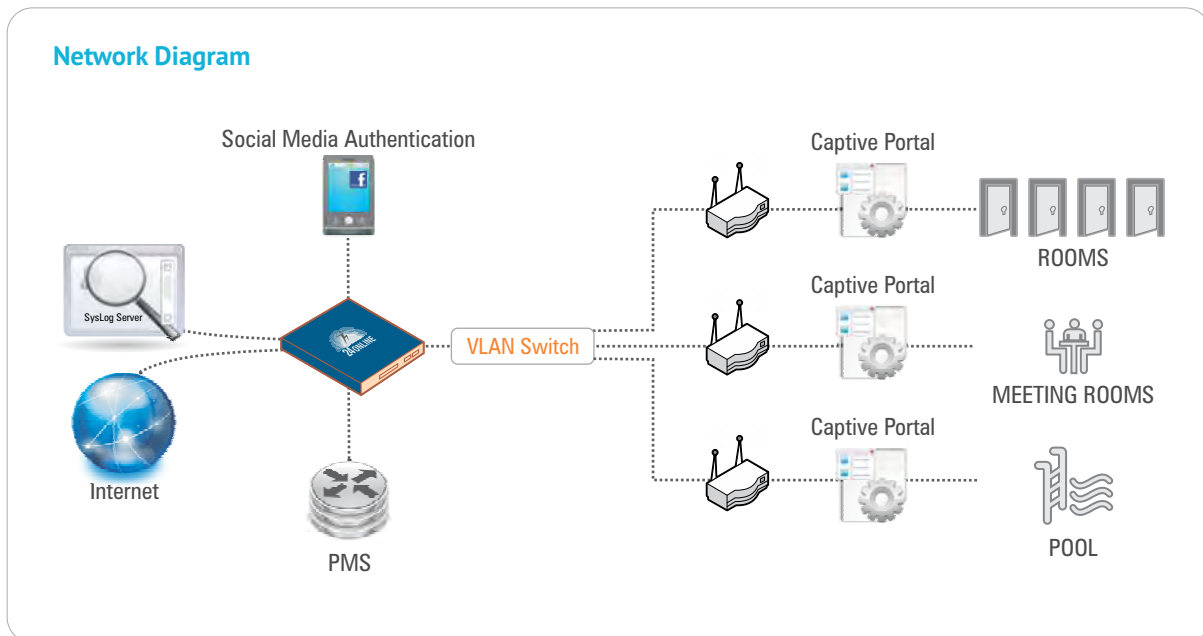 Network Diagram
Social Media Authentication
Captive Portal
ROOMS
SysLog Server
24ONLINE
VLAN Switch
Captive Portal
MEETING ROOMS
Internet
Captive Portal
PMS
POOL